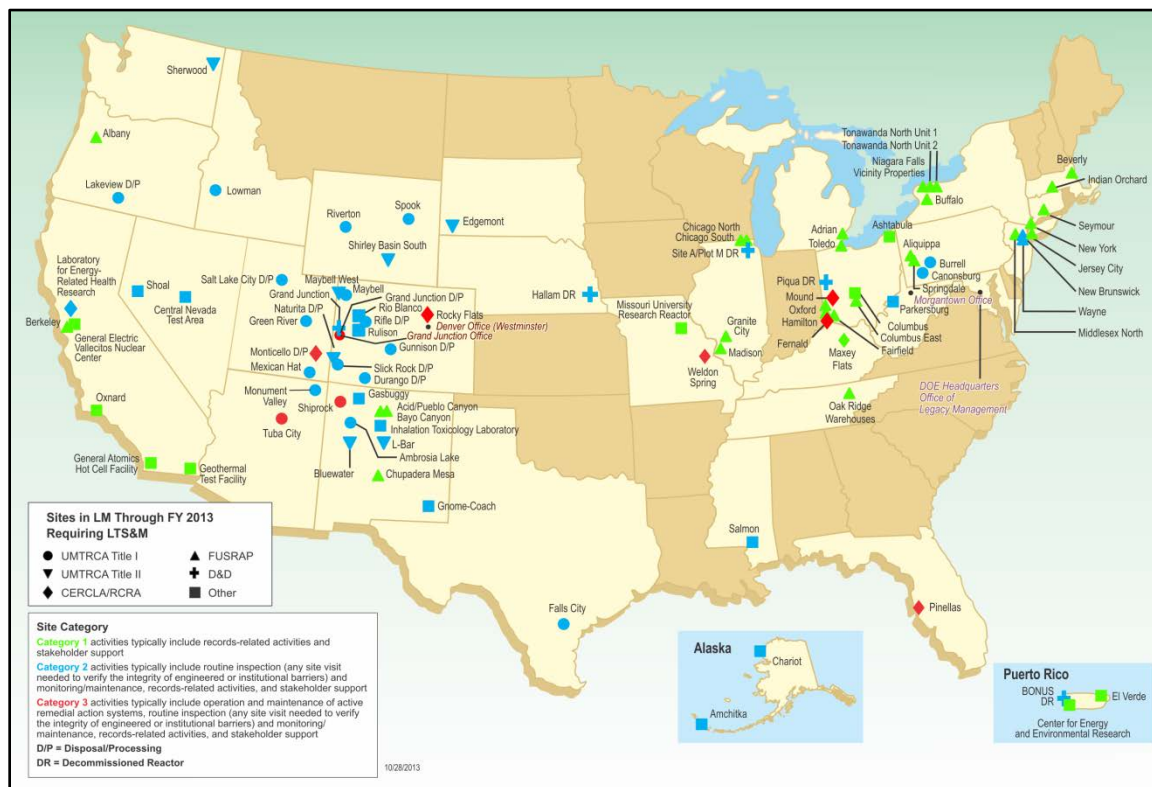 Sherwood
Albany
Lakeview D/P
Lowman
Riverton
Spook
Edgemont
Shirley Basin South
Laboratory
for Energy-
Related Health
Research
Shoal
Central Nevada
Test Area
Salt Lake City D/P
Maybell West
Maybell
Grand Junction
Grand Junction D/P
Rio Blanco
Naturita D/P
Green River
Rifle D/P
Rulison
Rocky Flats
Denver Office (Westminster)
Grand Junction Office
Gunnison D/P
Berkeley
General Electric
Vallecitos Nuclear
Center
Monticello D/P
Mexican Hat
Slick Rock D/P
Durango D/P
Monument
Valley
Shiprock
Gasbuggy
Acid/Pueblo Canyon
Bayo Canyon
Inhalation Toxicology Laboratory
Tuba City
L-Bar
Ambrosia Lake
Bluewater
Chupadera Mesa
Gnome-Coach
Oxnard
General Atomics
Hot Cell Facility
Geothermal
Test Facility
Hallam DR
Falls City
Missouri University
Research Reactor
Granite
City
Madison
Weldon
Spring
Chicago North
Chicago South
Site A/Plot M DR
Adrian
Toledo
Ashtabula
Piqua DR
Mound
Oxford
Hamilton
Fernald
Columbus
Columbus East
Fairfield
Maxey
Flats
Parkersburg
Aliquippa
Burrell
Canonsburg
Springdale
Morgantown Office
Tonawanda North Unit 1
Tonawanda North Unit 2
Niagara Falls
Vicinity Properties
Buffalo
Beverly
Indian Orchard
Seymour
New York
Jersey City
New Brunswick
Wayne
Middlesex North
DOE Headquarters
Office of
Legacy Management
Oak Ridge
Warehouses
Salmon
Pinellas
Alaska
Chariot
Amchitka
Puerto Rico
BONUS
DR
El Verde
Center for Energy
and Environmental Research
Sites in LM Through FY 2013
Requiring LTS&M
UMTRCA Title I
FUSRAP
UMTRCA Title II
D&D
CERCLA/RCRA
Other
Site Category
Category 1 activities typically include records-related activities and
stakeholder support
Category 2 activities typically include routine inspection (any site visit
needed to verify the integrity of engineered or institutional barriers) and
monitoring/maintenance, records-related activities, and stakeholder support
Category 3 activities typically include operation and maintenance of active
remedial action systems, routine inspection (any site visit needed to verify
the integrity of engineered or institutional barriers) and monitoring/
maintenance, records-related activities, and stakeholder support
D/P = Disposal/Processing
DR = Decommissioned Reactor
10/28/2013